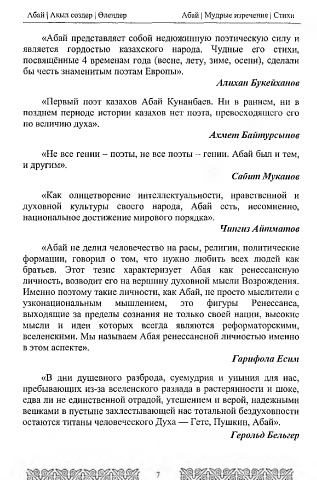 Абай | Ақыл сөздер | Өлеңдер
Абай | Мудрые изречение | Стихи
«Абай представляет собой недюжинную поэтическую силу и
является гордостью казахского народа. Чудные его стихи,
посвящённые 4 временам года (весне, лету, зиме, осени), сделали
бы честь знаменитым поэтам Европы».
Алихан Букейханов
«Первый поэт казахов Абай Кунанбаев. Ни в раннем, ни в
позднем периоде истории казахов нет поэта, превосходящего его
но величию духа».
Ахмет Байтурсынов
«Не все гении – поэты, не все поэты – гении. Абай был и тем,
и другим».
Сабит Муканов
«Как олицетворение интеллектуальности, нравственной и
духовной культуры своего народа, Абай есть, несомненно,
национальное достижение мирового порядка».
Чингиз Айтматов
«Абай не делил человечество на расы, религии, политические
формации, говорил о том, что нужно любить всех людей как
братьев. Этот тезис характеризует Абая как ренессансную
личность, возводит его на вершину духовной мысли Возрождения.
Именно поэтому такие личности, как Абай, не просто мыслители с
узконациональным мышлением, это фигуры Ренессанса,
выходящие за пределы сознания не только своей нации, высокие
мысли и идеи которых всегда являются реформаторскими,
вселенскими. Мы называем Абая ренессансной личностью именно
в этом аспекте».
Гарифола Есим
«В дни душевного разброда, суемудрия и уныния для нас,
пребывающих из-за вселенского разлада в растерянности и шоке,
едва ли не единственной отрадой, утешением и верой, надежными
вешками в пустыне захлестывающей нас тотальной бездуховности
остаются титаны человеческого Духа — Гете, Пушкин, Абай».
Герольд Бельгер
7